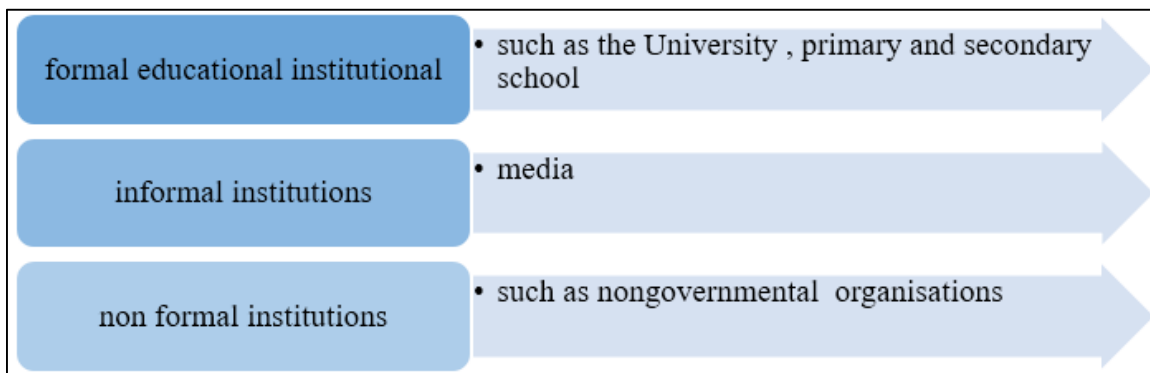 formal educational institutional
• such as the University , primary and secondary
school
informal institutions
• media
non formal institutions
• such as nongovernmental  organisations